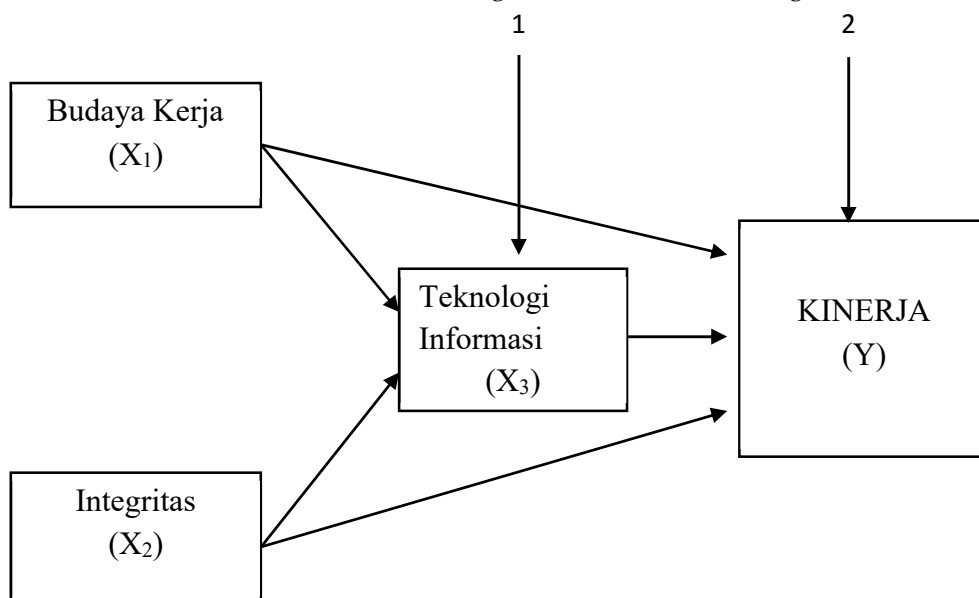 1
2
Budaya Kerja
(X₁)
Teknologi
Informasi
(X₃)
KINERJA
(Y)
Integritas
(X₂)